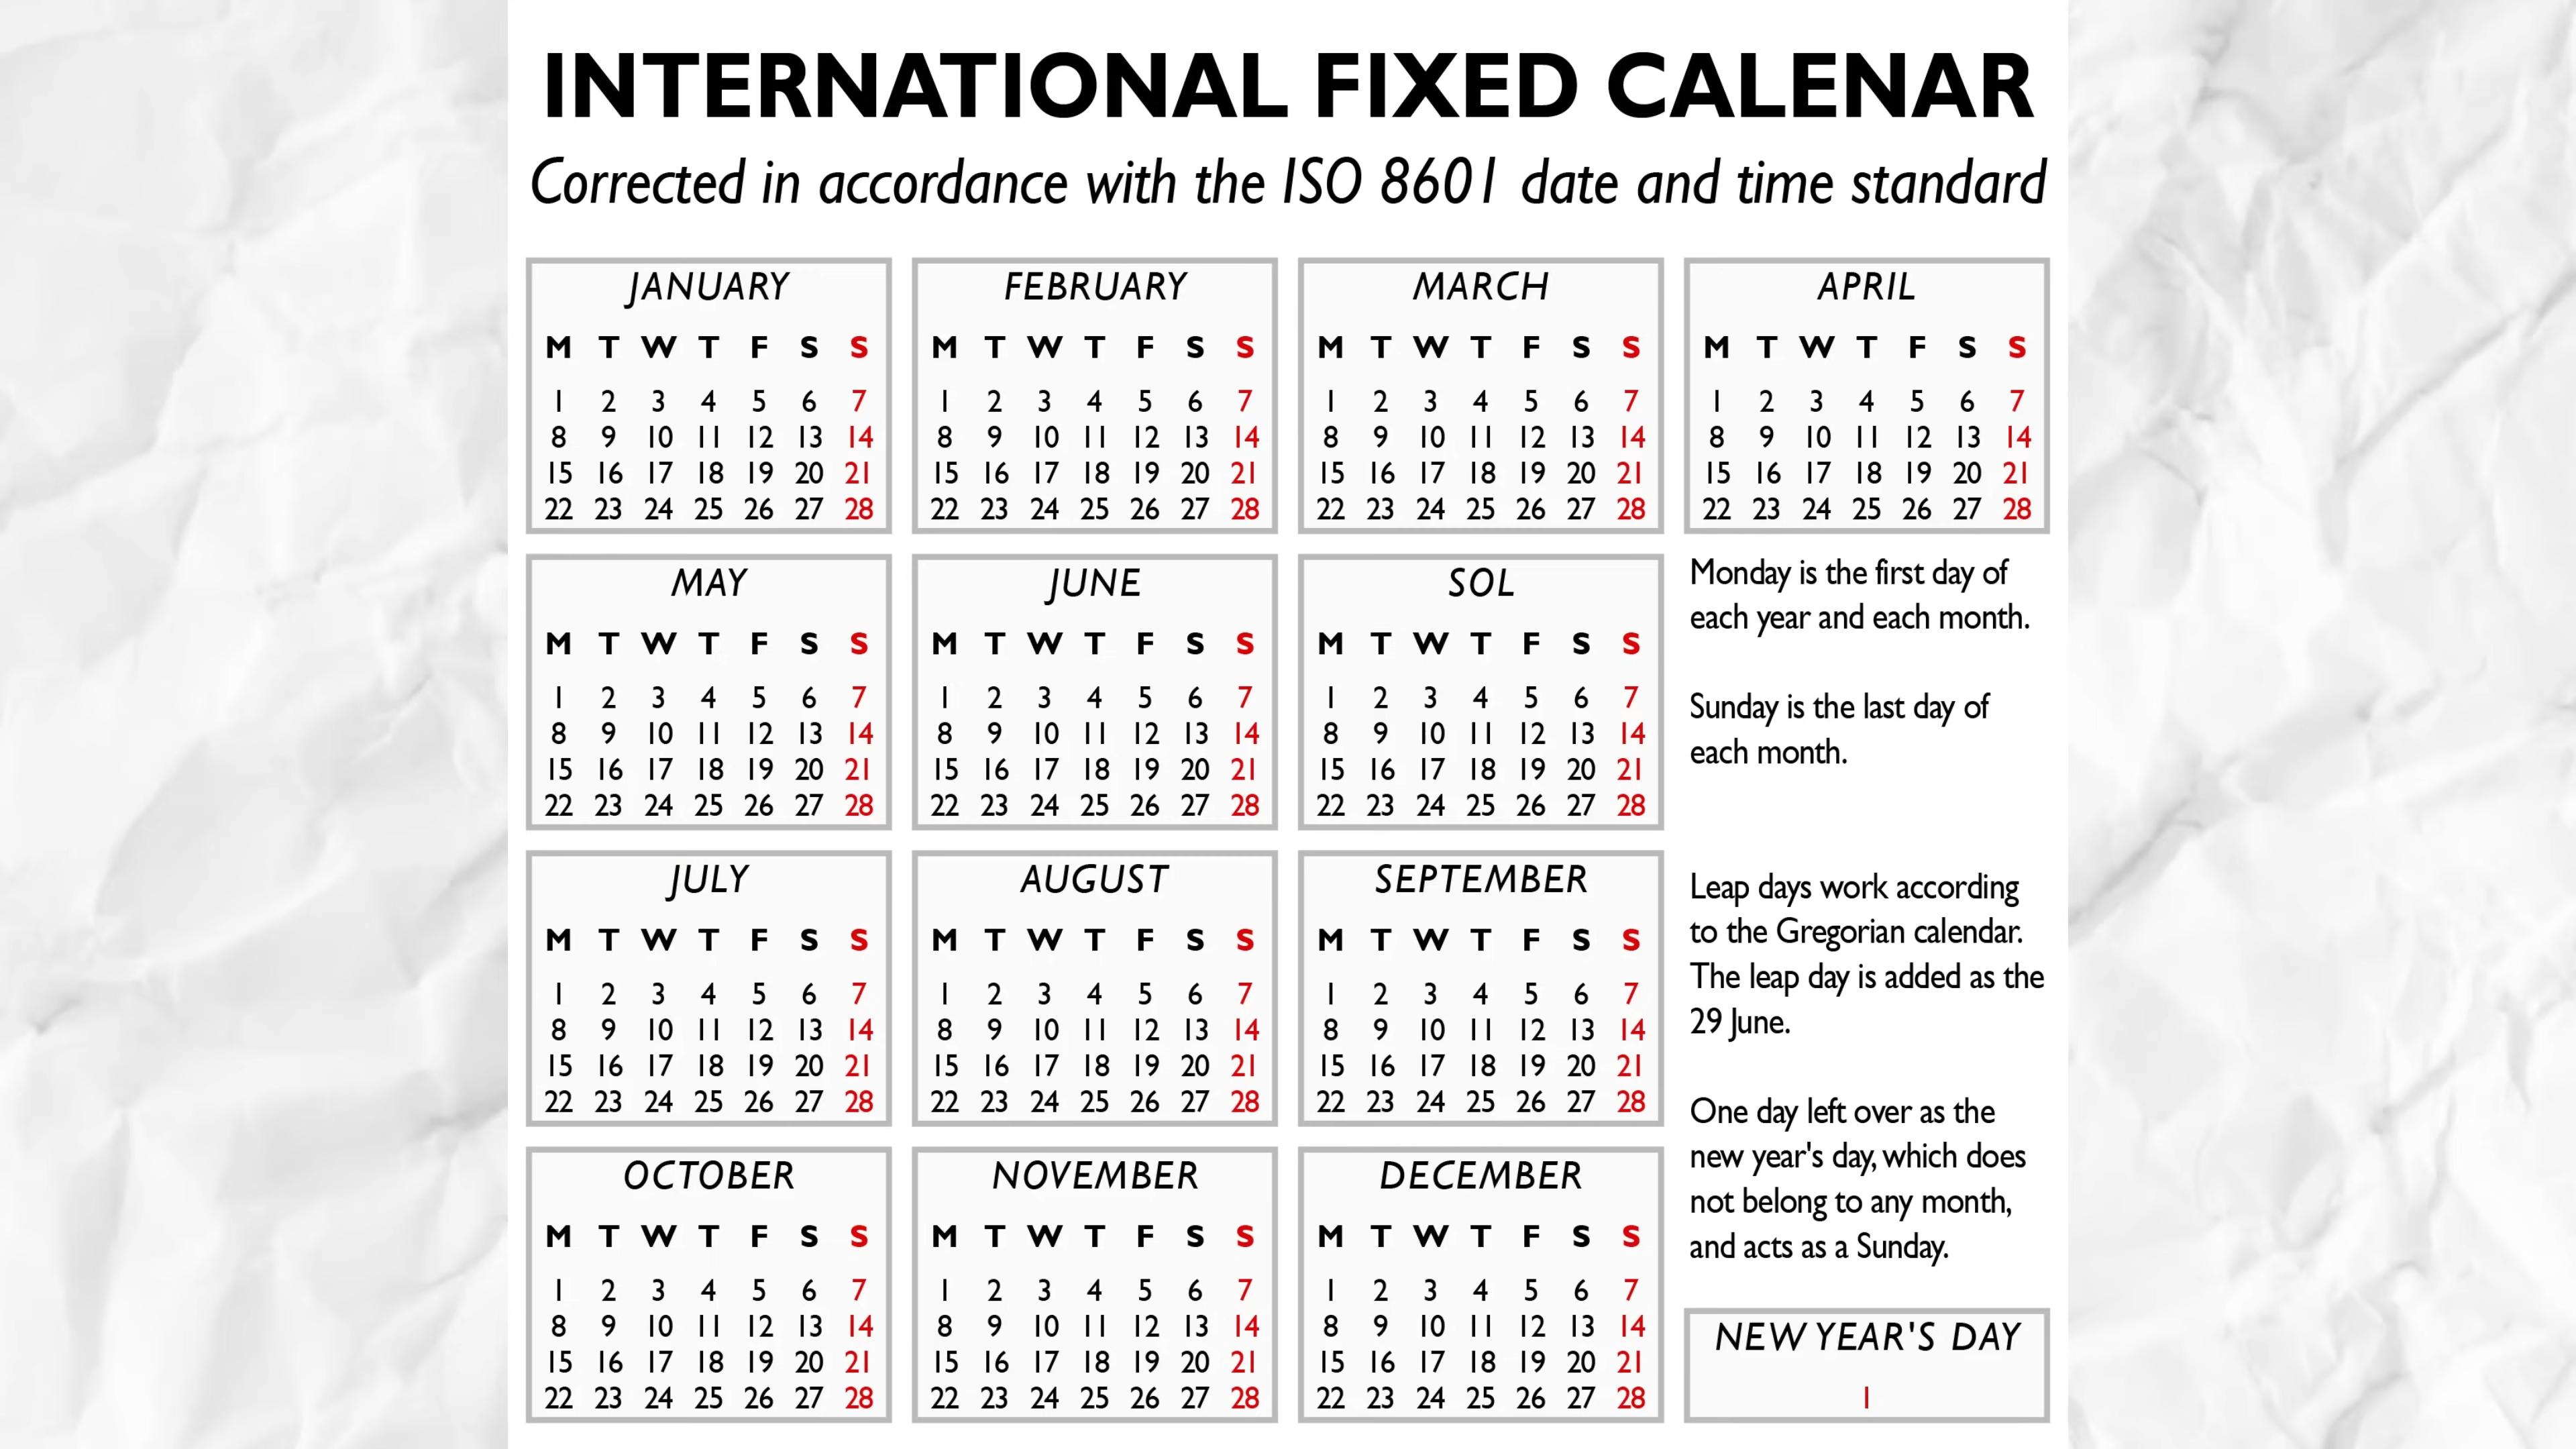 INTERNATIONAL FIXED CALENAR
Corrected in accordance with the ISO 8601 date and time standard
JANUARY
M T W T F S S
1 2 3 4 5 6 7
8 9 10 11 12 13 14
15 16 17 18 19 20 21
22 23 24 25 26 27 28
FEBRUARY
M T W T F S S
1 2 3 4 5 6 7
8 9 10 11 12 13 14
15 16 17 18 19 20 21
22 23 24 25 26 27 28
MARCH
M T W T F S S
1 2 3 4 5 6 7
8 9 10 11 12 13 14
15 16 17 18 19 20 21
22 23 24 25 26 27 28
APRIL
M T W T F S S
1 2 3 4 5 6 7
8 9 10 11 12 13 14
15 16 17 18 19 20 21
22 23 24 25 26 27 28
MAY
M T W T F S S
1 2 3 4 5 6 7
8 9 10 11 12 13 14
15 16 17 18 19 20 21
22 23 24 25 26 27 28
JUNE
M T W T F S S
1 2 3 4 5 6 7
8 9 10 11 12 13 14
15 16 17 18 19 20 21
22 23 24 25 26 27 28
SOL
M T W T F S S
1 2 3 4 5 6 7
8 9 10 11 12 13 14
15 16 17 18 19 20 21
22 23 24 25 26 27 28
Monday is the first day of
each year and each month.
Sunday is the last day of
each month.
JULY
M T W T F S S
1 2 3 4 5 6 7
8 9 10 11 12 13 14
15 16 17 18 19 20 21
22 23 24 25 26 27 28
AUGUST
M T W T F S S
1 2 3 4 5 6 7
8 9 10 11 12 13 14
15 16 17 18 19 20 21
22 23 24 25 26 27 28
SEPTEMBER
M T W T F S S
1 2 3 4 5 6 7
8 9 10 11 12 13 14
15 16 17 18 19 20 21
22 23 24 25 26 27 28
Leap days work according
to the Gregorian calendar.
The leap day is added as the
29 June.
One day left over as the
new year's day, which does
not belong to any month,
and acts as a Sunday.
OCTOBER
M T W T F S S
1 2 3 4 5 6 7
8 9 10 11 12 13 14
15 16 17 18 19 20 21
22 23 24 25 26 27 28
NOVEMBER
M T W T F S S
1 2 3 4 5 6 7
8 9 10 11 12 13 14
15 16 17 18 19 20 21
22 23 24 25 26 27 28
DECEMBER
M T W T F S S
1 2 3 4 5 6 7
8 9 10 11 12 13 14
15 16 17 18 19 20 21
22 23 24 25 26 27 28
NEW YEAR'S DAY
1